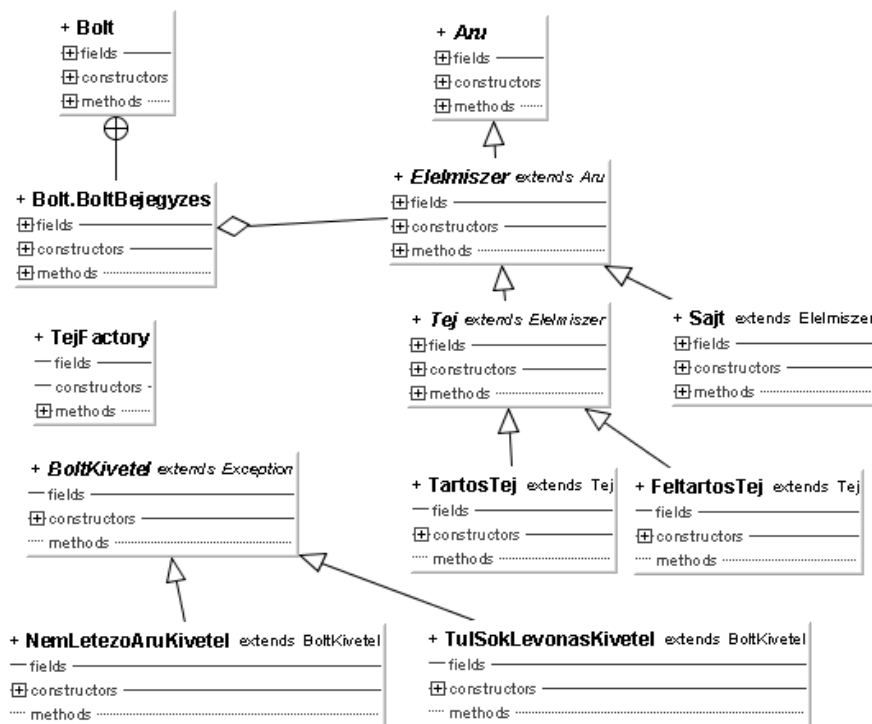 + Bolt
fields
constructors
methods
+ Aru
fields
constructors
methods
+ Bolt.BoltBejegyzes
fields
constructors
methods
+ Elelmiszer extends Aru
fields
constructors
methods
+ TejFactory
fields
constructors
methods
+ Tej extends Elelmiszer
fields
constructors
methods
+ Sajt extends Elelmiszer
fields
constructors
methods
+ BoltKivetel extends Exception
fields
constructors
methods
+ TartosTej extends Tej
fields
constructors
methods
+ FeltartosTej extends Tej
fields
constructors
methods
+ NemLetezoAruKivetel extends BoltKivetel
fields
constructors
methods
+ TulSokLevonasKivetel extends BoltKivetel
fields
constructors
methods